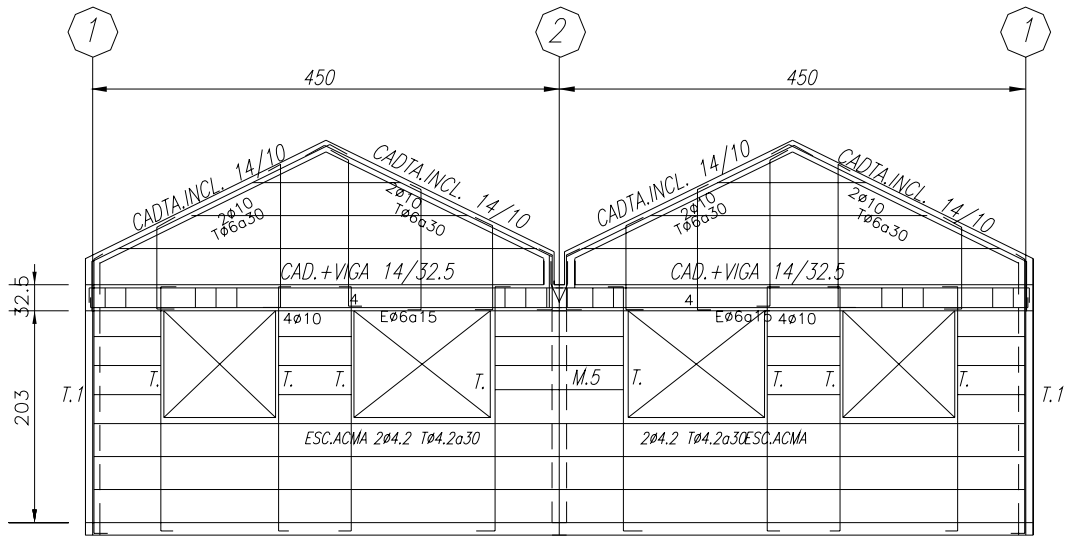 1
2
1
450
450
CADTA.INCL. 14/10
CADTA.INCL. 14/10
CADTA.INCL. 14/10
CADTA.INCL. 14/10
2ø10
Tø6a30
2ø10
Tø6a30
2ø10
Tø6a30
2ø10
Tø6a30
32.5
CAD.+VIGA 14/32.5
CAD.+VIGA 14/32.5
4
4
4ø10
Eø6a15
Eø6a15
4ø10
203
T.1
T.
T.
T.
T.
M.5
T.
T.
T.
T.
T.1
ESC.ACMA 2ø4.2 Tø4.2a30
2ø4.2 Tø4.2a30
ESC.ACMA